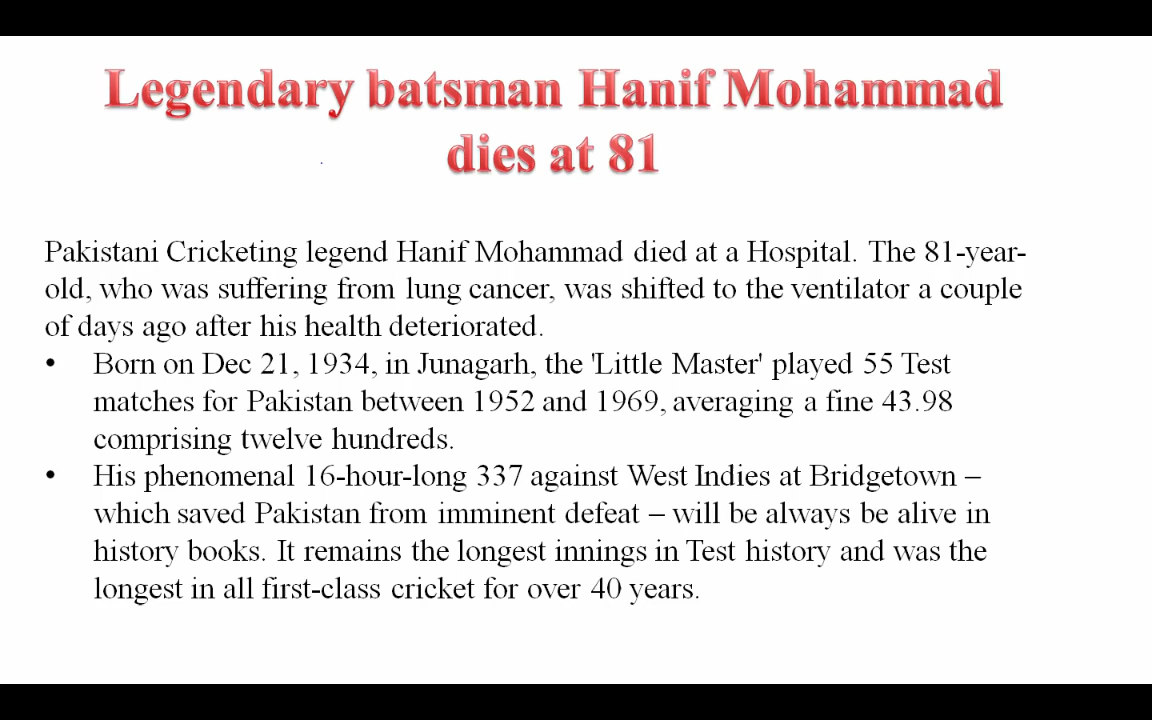 Legendary batsman Hanif Mohammad
dies at 81
Pakistani Cricketing legend Hanif Mohammad died at a Hospital. The 81-year-
old, who was suffering from lung cancer, was shifted to the ventilator a couple
of days ago after his health deteriorated.
• Born on Dec 21, 1934, in Junagarh, the 'Little Master' played 55 Test
matches for Pakistan between 1952 and 1969, averaging a fine 43.98
comprising twelve hundreds.
• His phenomenal 16-hour-long 337 against West Indies at Bridgetown –
which saved Pakistan from imminent defeat – will be always be alive in
history books. It remains the longest innings in Test history and was the
longest in all first-class cricket for over 40 years.